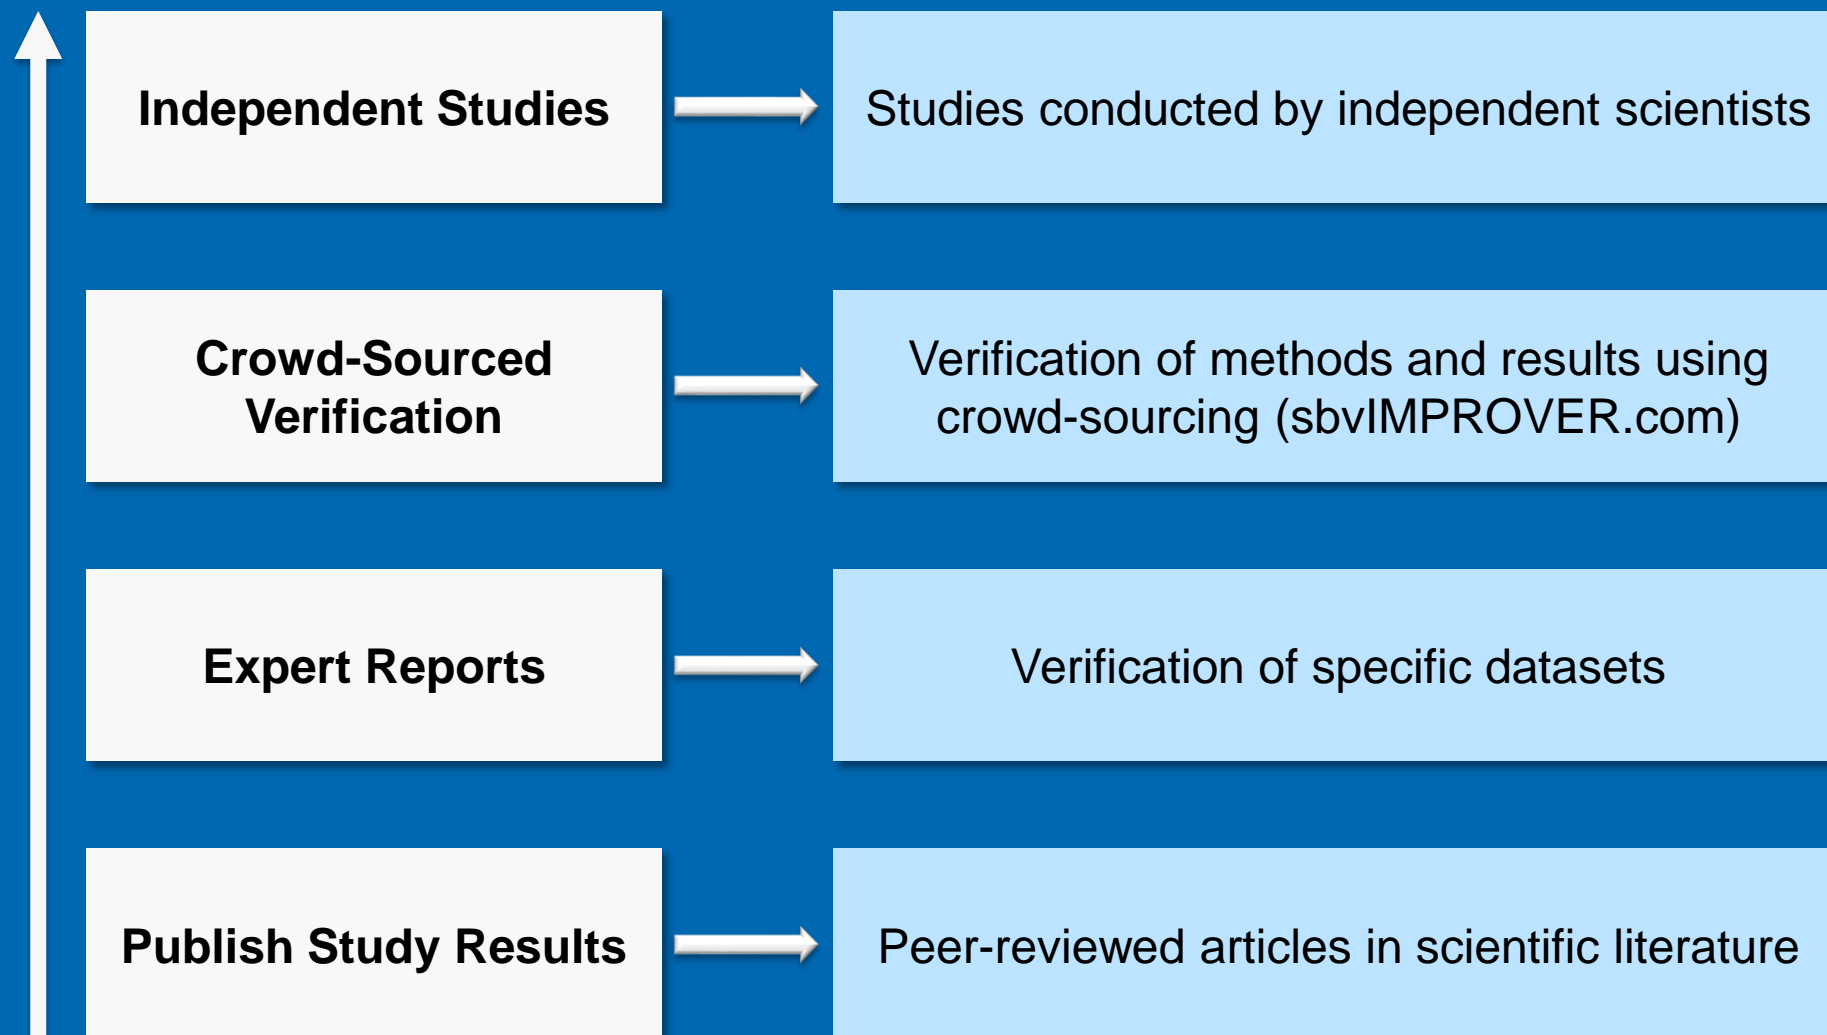 Independent Studies
Studies conducted by independent scientists
Crowd-Sourced
Verification
Verification of methods and results using
crowd-sourcing (sbvIMPROVER.com)
Expert Reports
Verification of specific datasets
Publish Study Results
Peer-reviewed articles in scientific literature